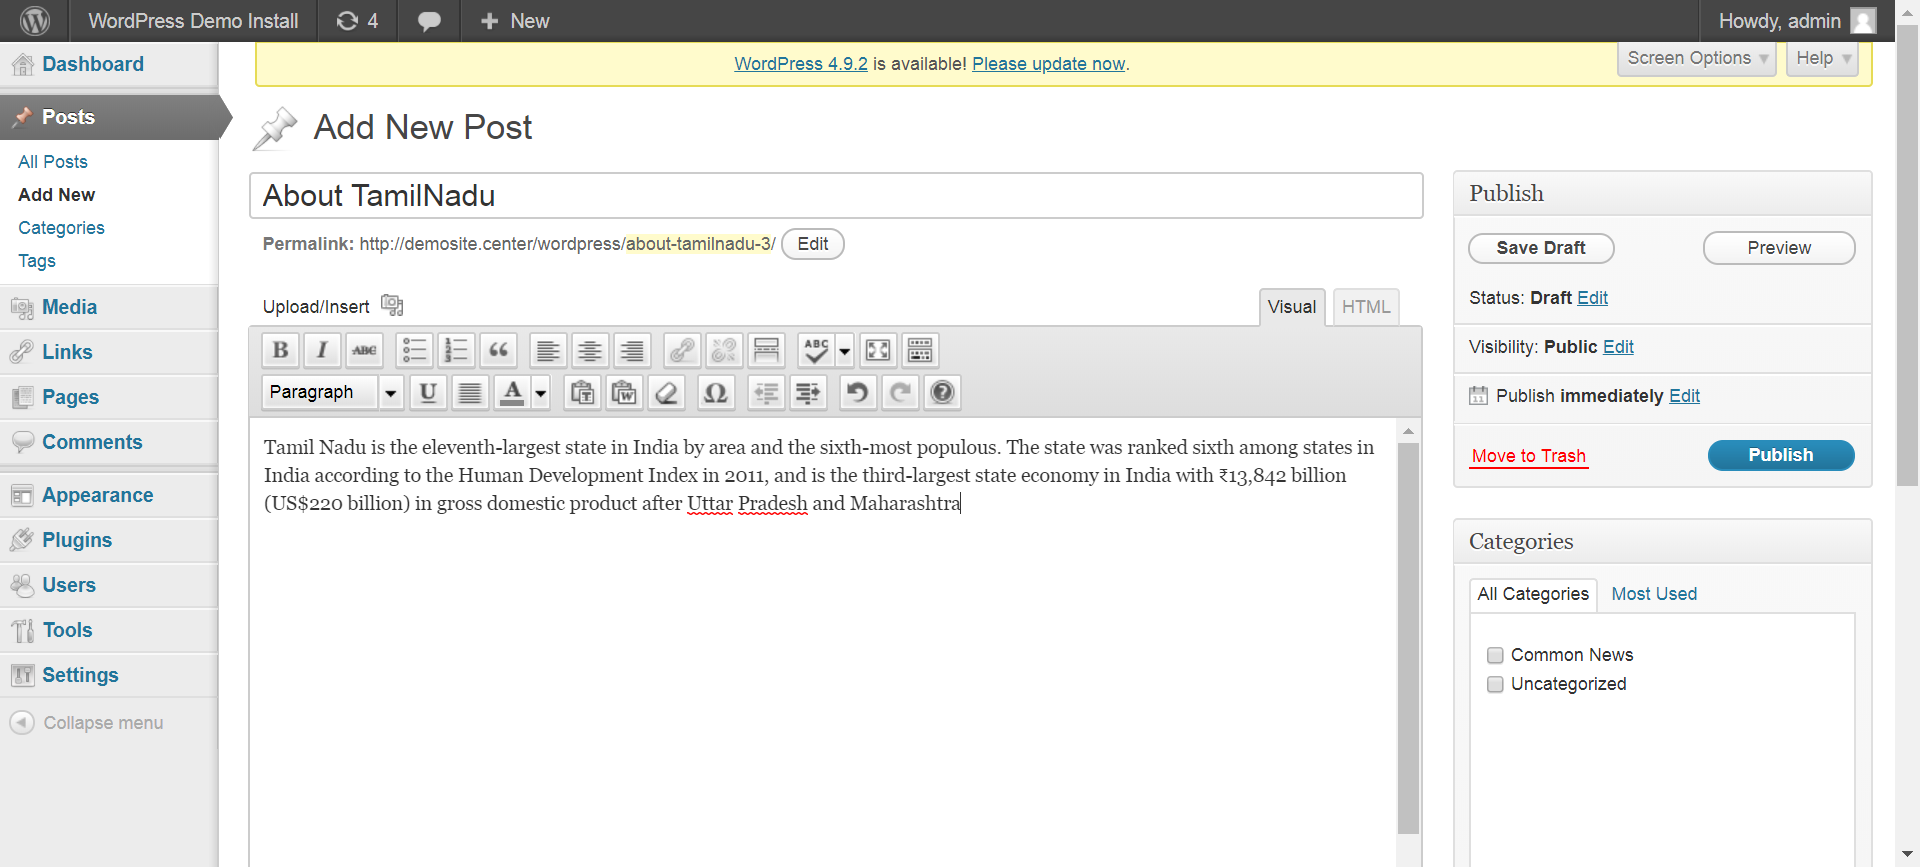 WordPress Demo Install 4 New Howdy, admin
WordPress 4.9.2 is available! Please update now.
Screen Options Help
Dashboard
Posts
All Posts
Add New
Categories
Tags
Media
Links
Pages
Comments
Appearance
Plugins
Users
Tools
Settings
Collapse menu
Add New Post
About TamilNadu
Permalink: http://demosite.center/wordpress/about-tamilnadu-3/ Edit
Upload/Insert
Visual HTML
B I ABC ABC
Paragraph U A
Tamil Nadu is the eleventh-largest state in India by area and the sixth-most populous. The state was ranked sixth among states in
India according to the Human Development Index in 2011, and is the third-largest state economy in India with ₹13,842 billion
(US$220 billion) in gross domestic product after Uttar Pradesh and Maharashtra
Publish
Save Draft Preview
Status: Draft Edit
Visibility: Public Edit
Publish immediately Edit
Move to Trash Publish
Categories
All Categories Most Used
Common News
Uncategorized